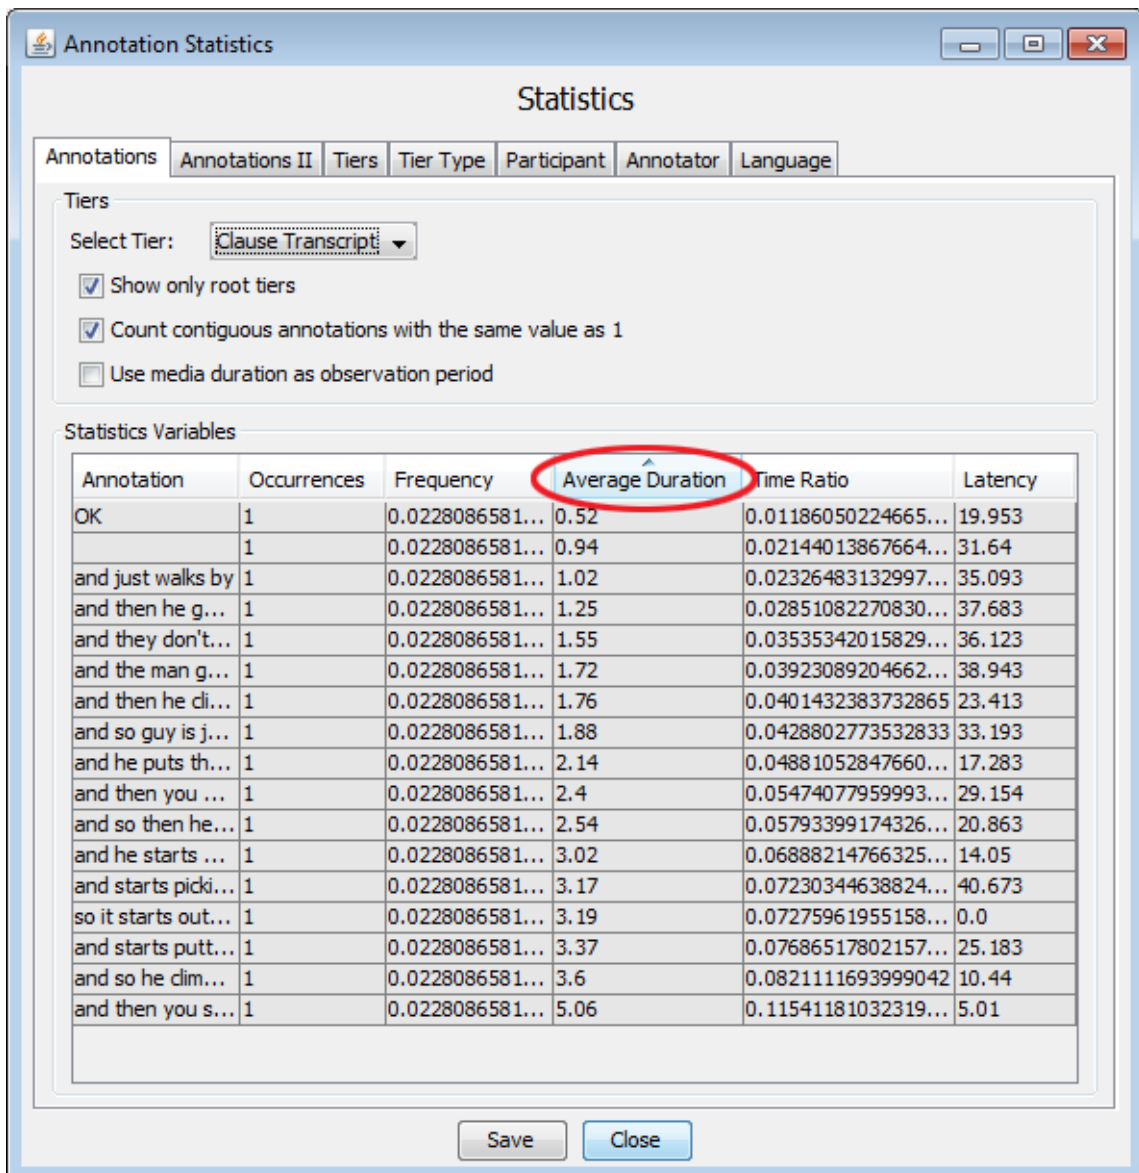 Annotation Statistics
Statistics
Annotations Annotations II Tiers Tier Type Participant Annotator Language
Tiers
Select Tier: Clause Transcript
Show only root tiers
Count contiguous annotations with the same value as 1
Use media duration as observation period
Statistics Variables
Annotation Occurrences Frequency Average Duration Time Ratio Latency
OK 1 0.0228086581... 0.52 0.01186050224665... 19.953
1 0.0228086581... 0.94 0.02144013867664... 31.64
and just walks by 1 0.0228086581... 1.02 0.02326483132997... 35.093
and then he g... 1 0.0228086581... 1.25 0.02851082270830... 37.683
and they don't... 1 0.0228086581... 1.55 0.03535342015829... 36.123
and the man g... 1 0.0228086581... 1.72 0.03923089204662... 38.943
and then he cli... 1 0.0228086581... 1.76 0.0401432383732865 23.413
and so guy is j... 1 0.0228086581... 1.88 0.0428802773532833 33.193
and he puts th... 1 0.0228086581... 2.14 0.04881052847660... 17.283
and then you ... 1 0.0228086581... 2.4 0.05474077959993... 29.154
and so then he... 1 0.0228086581... 2.54 0.05793399174326... 20.863
and he starts ... 1 0.0228086581... 3.02 0.06888214766325... 14.05
and starts picki... 1 0.0228086581... 3.17 0.07230344638824... 40.673
so it starts out... 1 0.0228086581... 3.19 0.07275961955158... 0.0
and starts putt... 1 0.0228086581... 3.37 0.07686517802157... 25.183
and so he clim... 1 0.0228086581... 3.6 0.0821111693999042 10.44
and then you s... 1 0.0228086581... 5.06 0.11541181032319... 5.01
Save Close